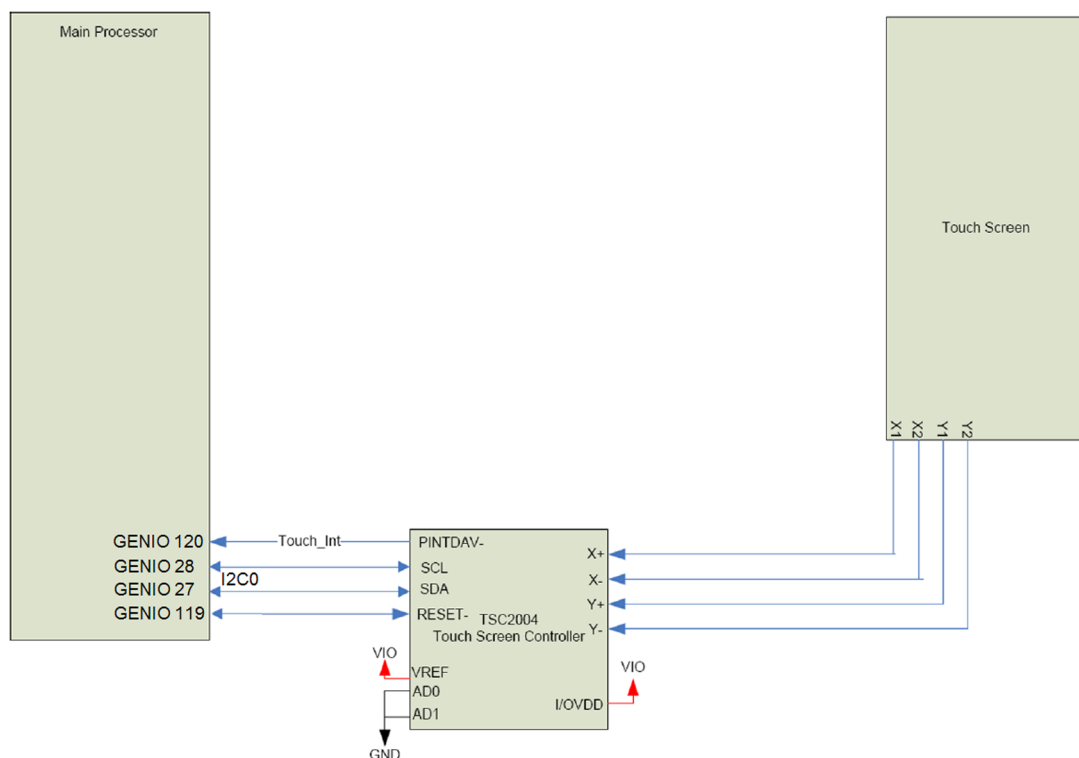 Main Processor
Touch Screen
X1
X2
Y1
Y2
GENIO 120
Touch_Int
PINTDAV-
X+
GENIO 28
SCL
X-
I2C0
GENIO 27
SDA
Y+
GENIO 119
RESET-
TSC2004
Touch Screen Controller
Y-
VIO
VREF
VIO
AD0
I/OVDD
AD1
GND